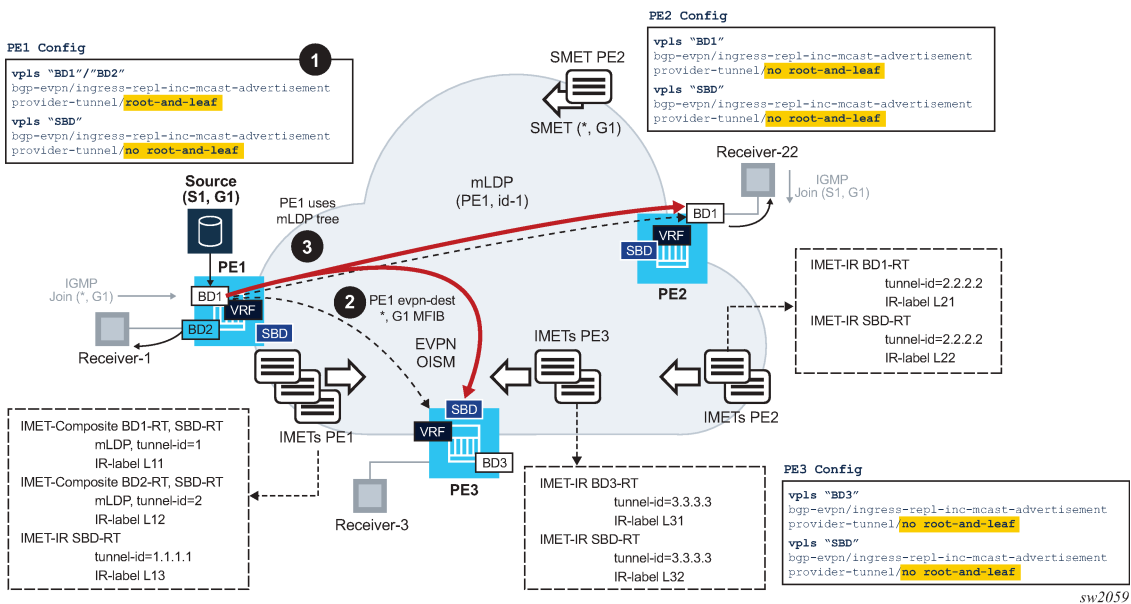 PE1 Config
1
vpls “BD1”/”BD2”
bgp-evpn/ingress-repl-inc-mcast-advertisement
provider-tunnel/root-and-leaf
vpls “SBD”
bgp-evpn/ingress-repl-inc-mcast-advertisement
provider-tunnel/no root-and-leaf
PE2 Config
vpls “BD1”
bgp-evpn/ingress-repl-inc-mcast-advertisement
provider-tunnel/no root-and-leaf
vpls “SBD”
bgp-evpn/ingress-repl-inc-mcast-advertisement
provider-tunnel/no root-and-leaf
SMET PE2
SMET (*, G1)
Receiver-22
IGMP
Join (S1, G1)
mLDP
(PE1, id-1)
Source
(S1, G1)
PE1 uses
mLDP tree
3
BD1
VRF
SBD
PE2
PE1
IGMP
Join (*, G1)
BD1
VRF
BD2
SBD
Receiver-1
2
PE1 evpn-dest
*, G1 MFIB
EVPN
OISM
IMETs PE3
IMETs PE2
IMETs PE1
IMET-IR BD1-RT
tunnel-id=2.2.2.2
IR-label L21
IMET-IR SBD-RT
tunnel-id=2.2.2.2
IR-label L22
SBD
VRF
BD3
PE3
Receiver-3
IMET-Composite BD1-RT, SBD-RT
mLDP, tunnel-id=1
IR-label L11
IMET-Composite BD2-RT, SBD-RT
mLDP, tunnel-id=2
IR-label L12
IMET-IR SBD-RT
tunnel-id=1.1.1.1
IR-label L13
IMET-IR BD3-RT
tunnel-id=3.3.3.3
IR-label L31
IMET-IR SBD-RT
tunnel-id=3.3.3.3
IR-label L32
PE3 Config
vpls “BD3”
bgp-evpn/ingress-repl-inc-mcast-advertisement
provider-tunnel/no root-and-leaf
vpls “SBD”
bgp-evpn/ingress-repl-inc-mcast-advertisement
provider-tunnel/no root-and-leaf
sw2059